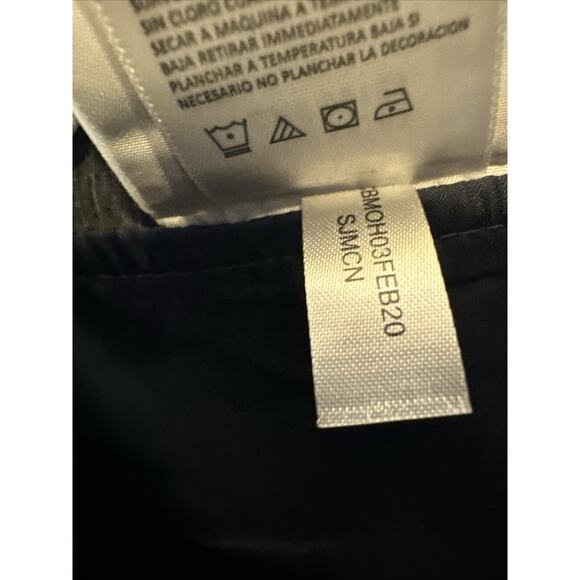 SIN CLORO
SECAR A MAQUINA A
BAJA RETIRAR IMMEDIATAMENTE
PLANCHAR A TEMPERATURA BAJA SI
NECESARIO NO PLANCHAR LA DECORACION
BMOH03FEB20
SJMCN